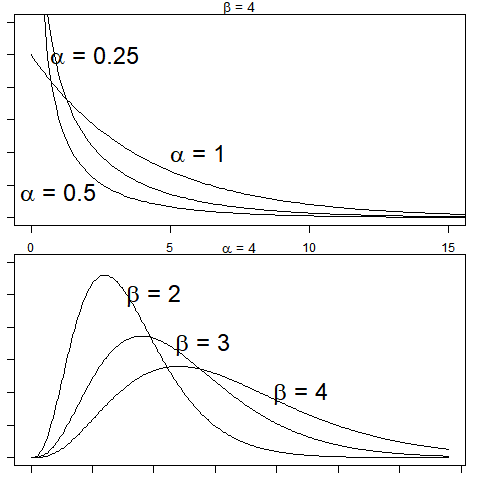 β = 4
α = 0.25
α = 1
α = 0.5
0 5 10 15
α = 4
β = 2
β = 3
β = 4